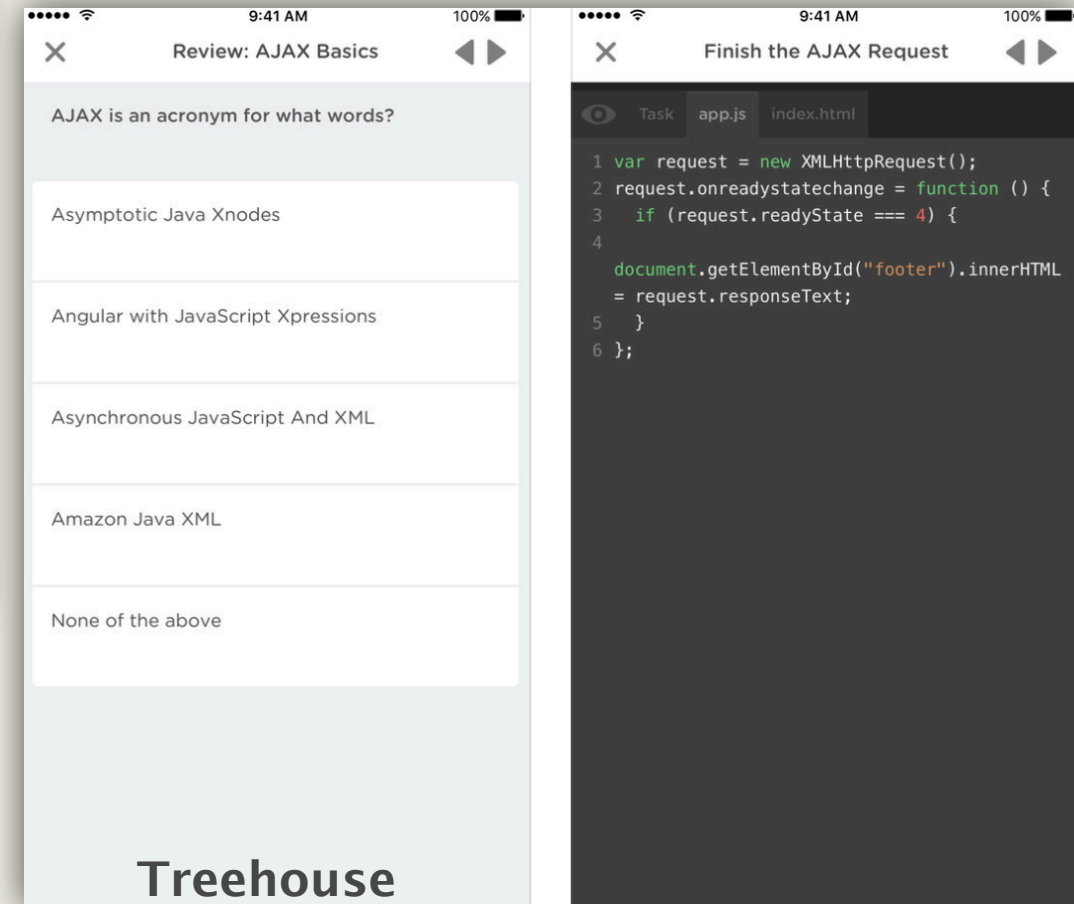 9:41 AM
100%
Review: AJAX Basics
AJAX is an acronym for what words?
Asymptotic Java Xnodes
Angular with JavaScript Xpressions
Asynchronous JavaScript And XML
Amazon Java XML
None of the above
Treehouse
9:41 AM
100%
Finish the AJAX Request
Task app.js index.html
1 var request = new XMLHttpRequest();
2 request.onreadystatechange = function () {
3 if (request.readyState === 4) {
4
document.getElementById("footer").innerHTML
= request.responseText;
5 }
6 };